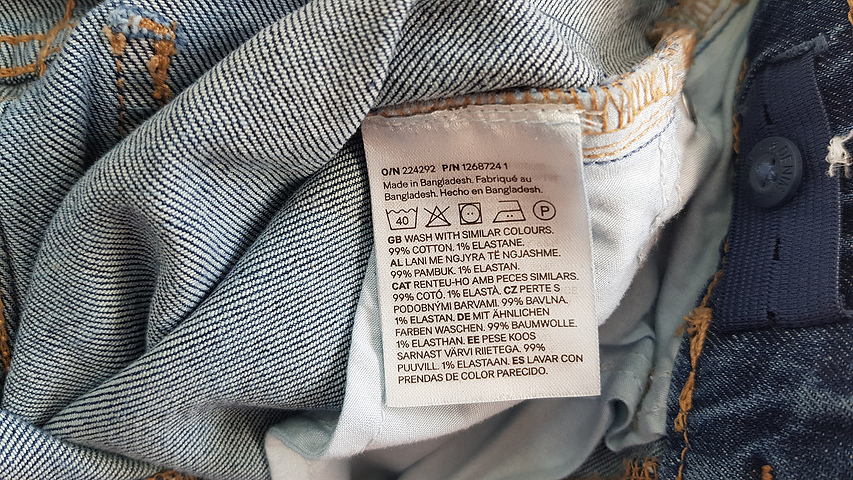 O/N 224292 P/N 1268724 1
Made in Bangladesh. Fabriqué au
Bangladesh. Hecho en Bangladesh.
40 P
GB WASH WITH SIMILAR COLOURS.
99% COTTON. 1% ELASTANE.
AL LANI ME NGJYRA TË NGJASHME.
99% PAMBUK. 1% ELASTAN.
CAT RENTEU-HO AMB PECES SIMILARS.
99% COTÓ. 1% ELASTÀ. CZ PERTE S
PODOBNÝMI BARVAMI. 99% BAVLNA.
1% ELASTAN. DE MIT ÄHNLICHEN
FARBEN WASCHEN. 99% BAUMWOLLE.
1% ELASTHAN. EE PESE KOOS
SARNAST VÄRVI RIIETEGA. 99%
PUUVILL. 1% ELASTAAN. ES LAVAR CON
PRENDAS DE COLOR PARECIDO.